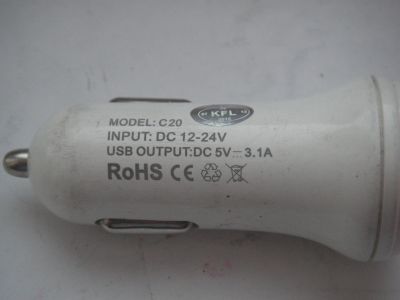 MODEL: C20
KFL
INPUT: DC 12-24V
USB OUTPUT:DC 5V⎓3.1A
RoHS CE